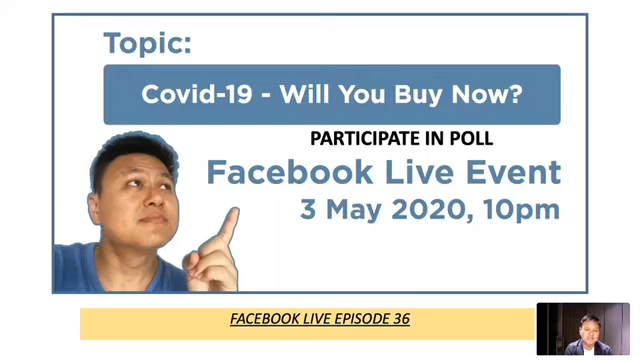 Topic:
Covid-19 - Will You Buy Now?
PARTICIPATE IN POLL
Facebook Live Event
3 May 2020, 10pm
FACEBOOK LIVE EPISODE 36